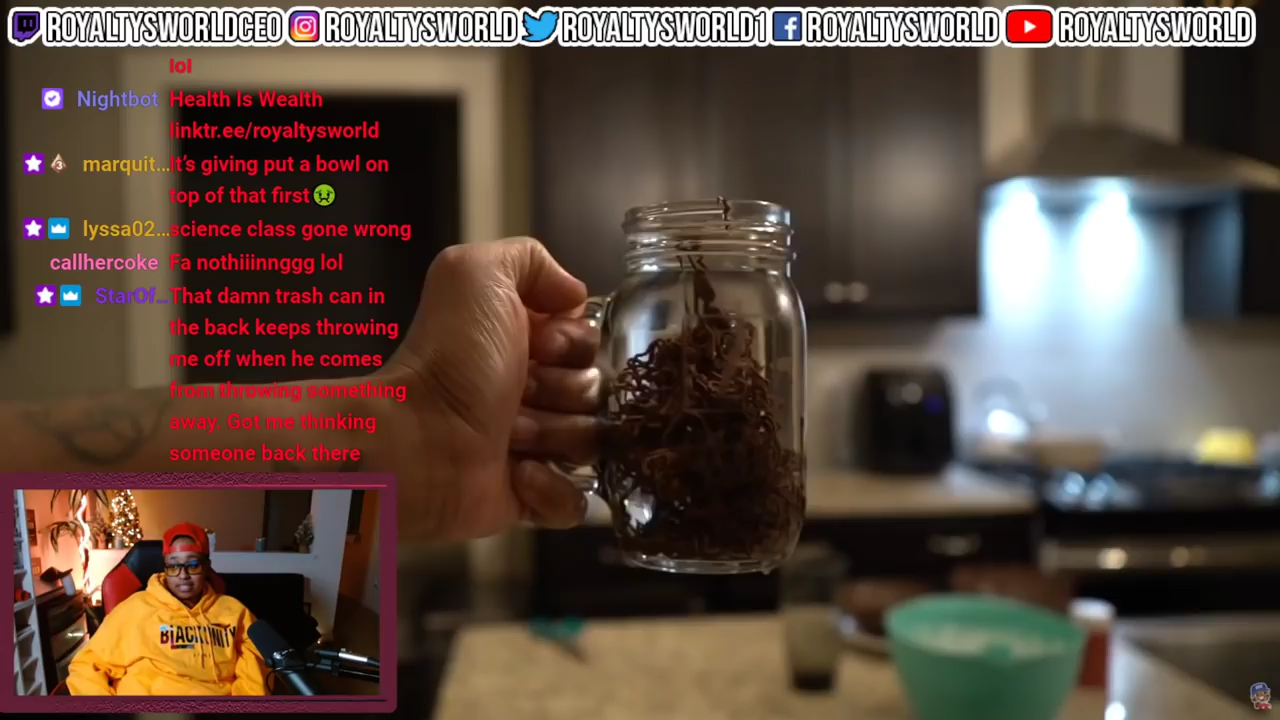 ROYALTYSWORLDCEO ROYALTYSWORLD ROYALTYSWORLD1 ROYALTYSWORLD ROYALTYSWORLD
lol
Nightbot Health Is Wealth
linktr.ee/royaltysworld
marquit... It's giving put a bowl on
top of that first
lyssa02... science class gone wrong
callhercoke Fa nothiiinnggg lol
StarOf... That damn trash can in
the back keeps throwing
me off when he comes
from throwing something
away. Got me thinking
someone back there